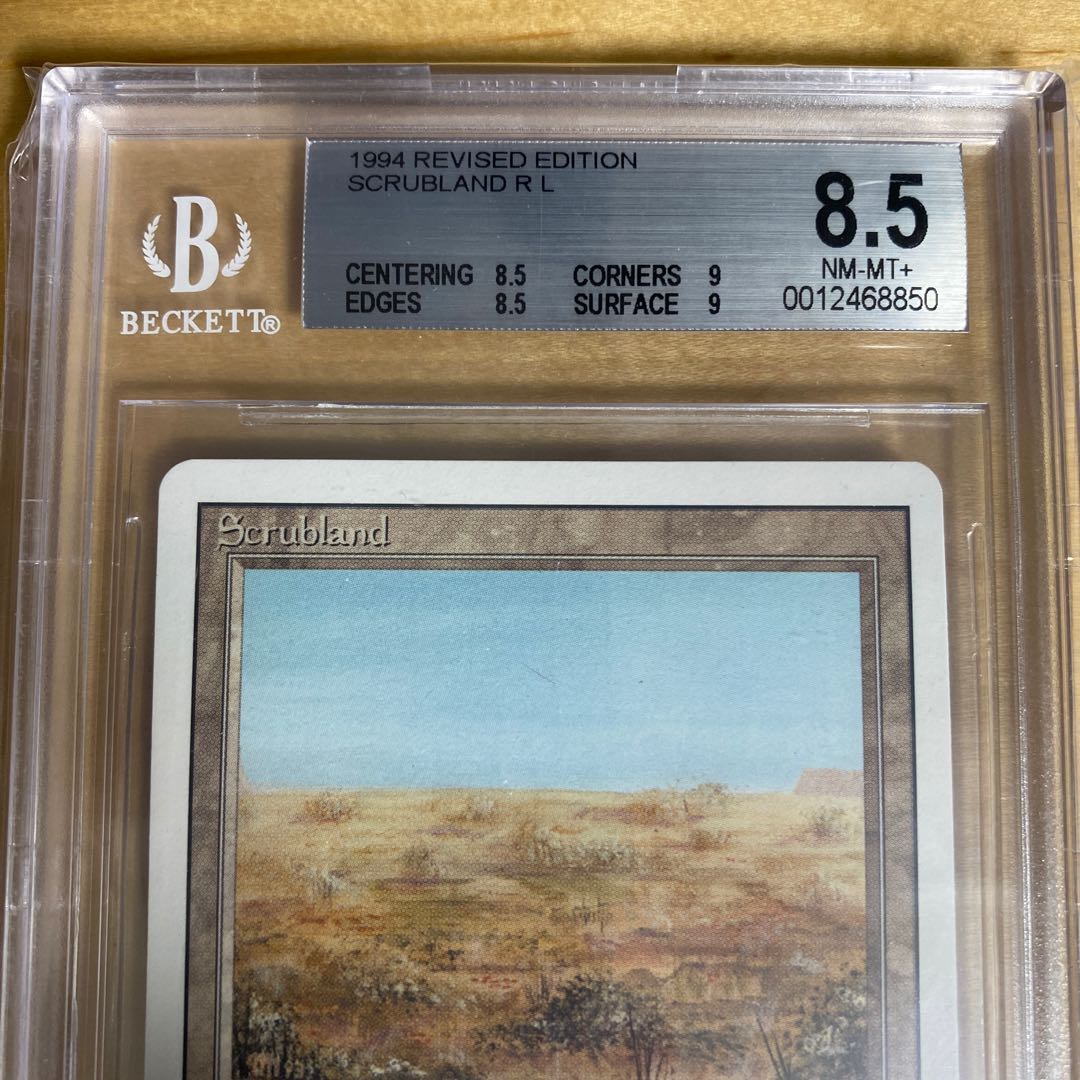 1994 REVISED EDITION
SCRUBLAND R L
8.5
CENTERING 8.5 CORNERS 9 NM-MT+
EDGES 8.5 SURFACE 9 0012468850
B
BECKETT®
Scrubland